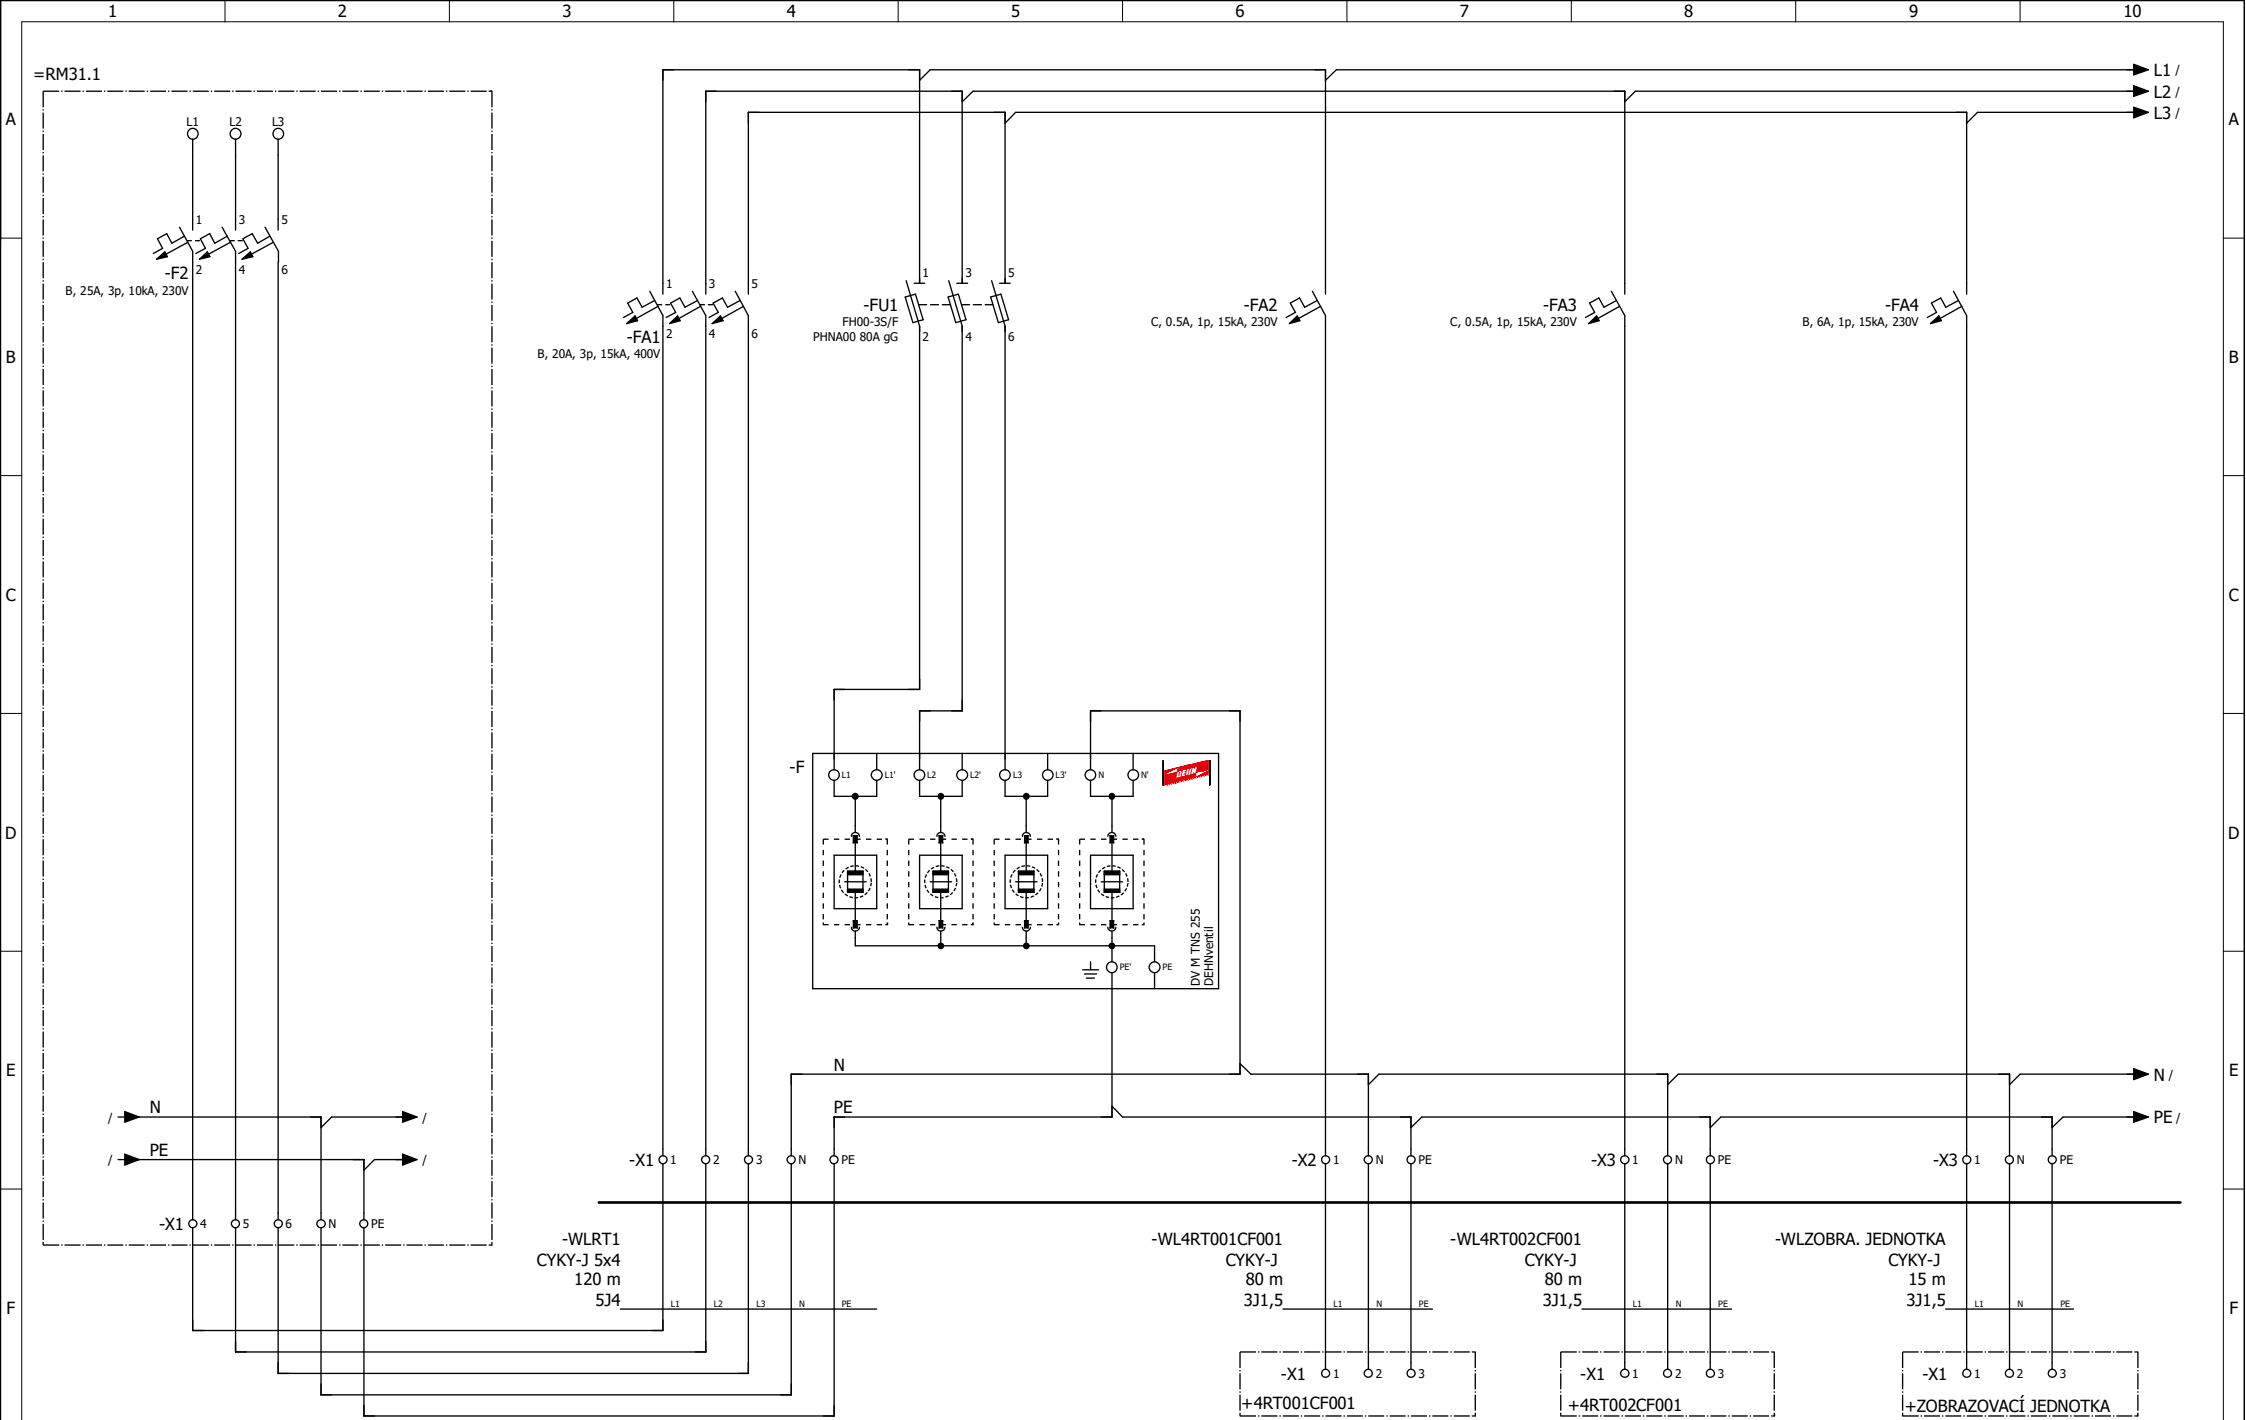 1 2 3 4 5 6 7 8 9 10
=RM31.1
L1 /
L2 /
L3 /
A A
L1 L2 L3
1 3 5
-F2 2 4 6
B, 25A, 3p, 10kA, 230V
1 3 5
-FA1 2 4 6
B, 20A, 3p, 15kA, 400V
1 3 5
-FU1
FH00-3S/F
PHNA00 80A gG 2 4 6
-FA2
C, 0.5A, 1p, 15kA, 230V
-FA3
C, 0.5A, 1p, 15kA, 230V
-FA4
B, 6A, 1p, 15kA, 230V
B B
C C
-F L1 L1' L2 L2' L3 L3' N N' DEHN
D D
DV M TNS 255
DEHNventil
PE' PE
E E
N N /
PE PE /
/ N /
/ PE /
-X1 1 2 3 N PE
-X2 1 N PE
-X3 1 N PE
-X3 1 N PE
-X1 4 5 6 N PE
-WLRT1
CYKY-J 5x4
120 m
5J4 L1 L2 L3 N PE
-WL4RT001CF001
CYKY-J
80 m
3J1,5 L1 N PE
-WL4RT002CF001
CYKY-J
80 m
3J1,5 L1 N PE
-WLZOBRA. JEDNOTKA
CYKY-J
15 m
3J1,5 L1 N PE
F F
-X1 1 2 3
+4RT001CF001
-X1 1 2 3
+4RT002CF001
-X1 1 2 3
+ZOBRAZOVACÍ JEDNOTKA